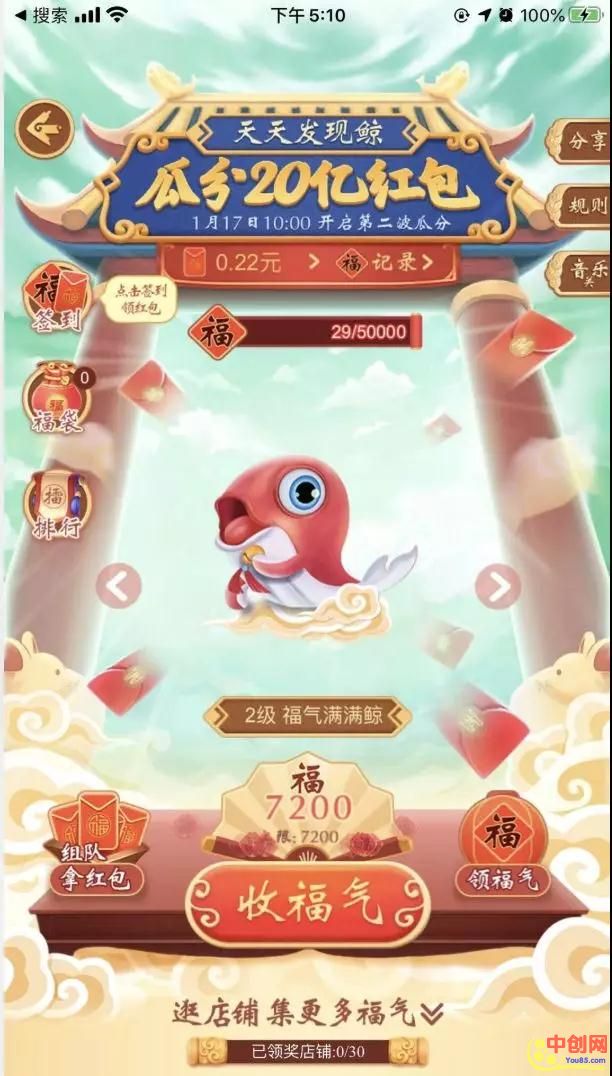 搜索
下午5:10
100%
天天发现鲸
瓜分20亿红包
1月17日10:00 开启第二波瓜分
分享
规则
音乐
关
0.22元
福 记录
福
签到
点击签到
领红包
福
29/50000
0
福
福袋
擂
排行
2级 福气满满鲸
福
7200
上限:7200
福
组队
拿红包
收福气
福
领福气
逛店铺 集更多福气
已领奖店铺:0/30
中创网
You85.com